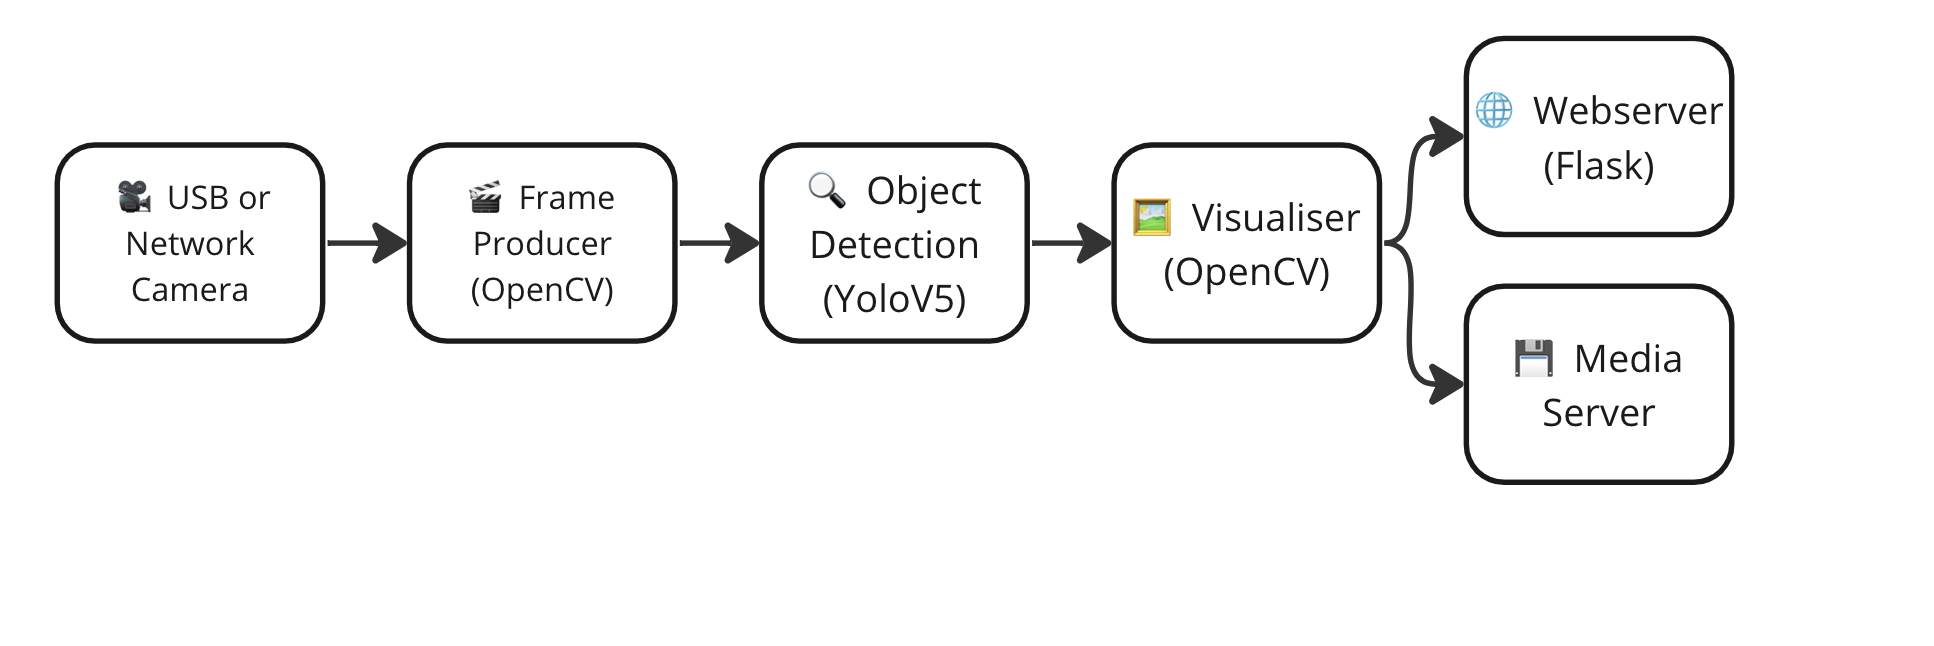 USB or
Network
Camera
Frame
Producer
(OpenCV)
Object
Detection
(YoloV5)
Visualiser
(OpenCV)
Webserver
(Flask)
Media
Server